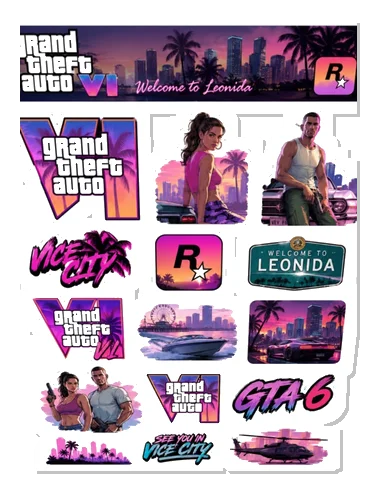 Grand
theft
auto VI
Welcome to Leonida
R
VI
grand
theft
auto
VICE
CITY
R
WELCOME TO
LEONIDA
VI
grand
theft
auto
VI
grand
theft
auto
GTA 6
SEE YOU IN
VICE CITY